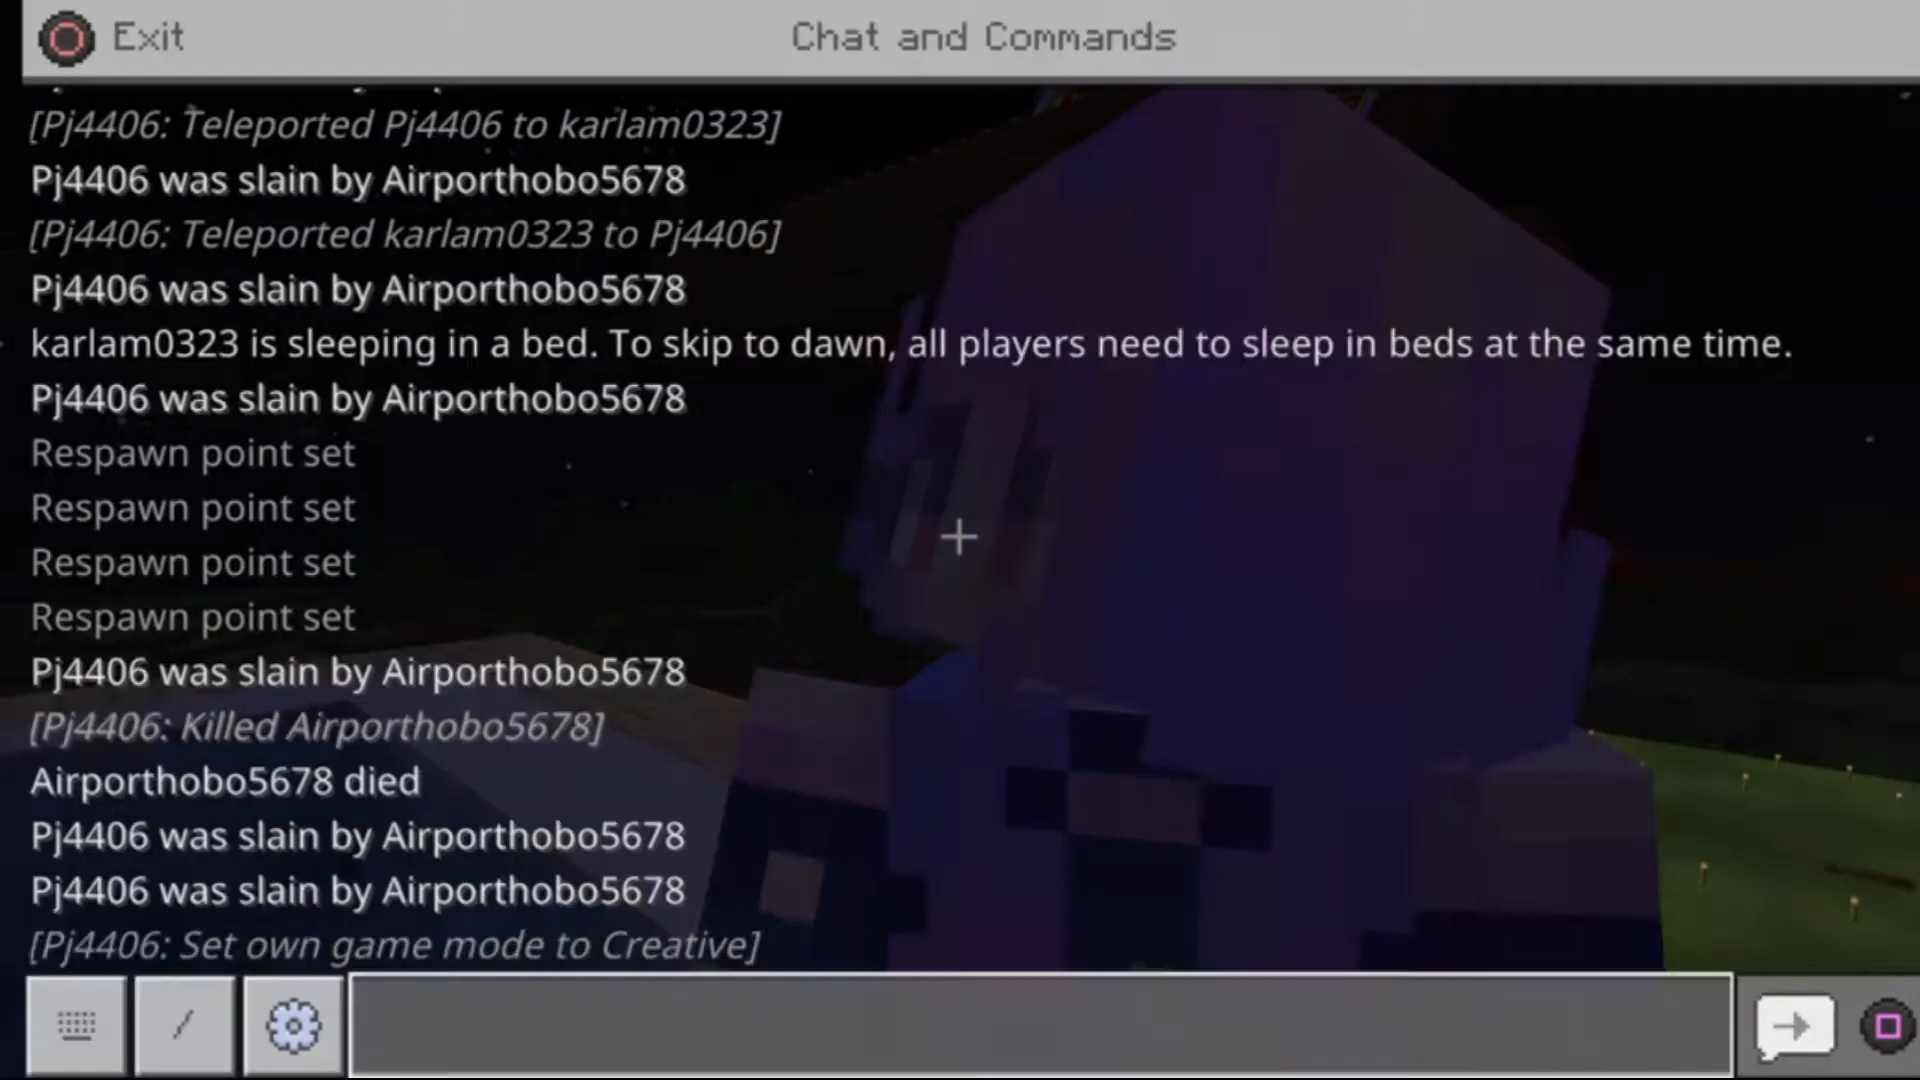 Exit
Chat and Commands
[Pj4406: Teleported Pj4406 to karlam0323]
Pj4406 was slain by Airporthobo5678
[Pj4406: Teleported karlam0323 to Pj4406]
Pj4406 was slain by Airporthobo5678
karlam0323 is sleeping in a bed. To skip to dawn, all players need to sleep in beds at the same time.
Pj4406 was slain by Airporthobo5678
Respawn point set
Respawn point set
Respawn point set
Respawn point set
Pj4406 was slain by Airporthobo5678
[Pj4406: Killed Airporthobo5678]
Airporthobo5678 died
Pj4406 was slain by Airporthobo5678
Pj4406 was slain by Airporthobo5678
[Pj4406: Set own game mode to Creative]
/